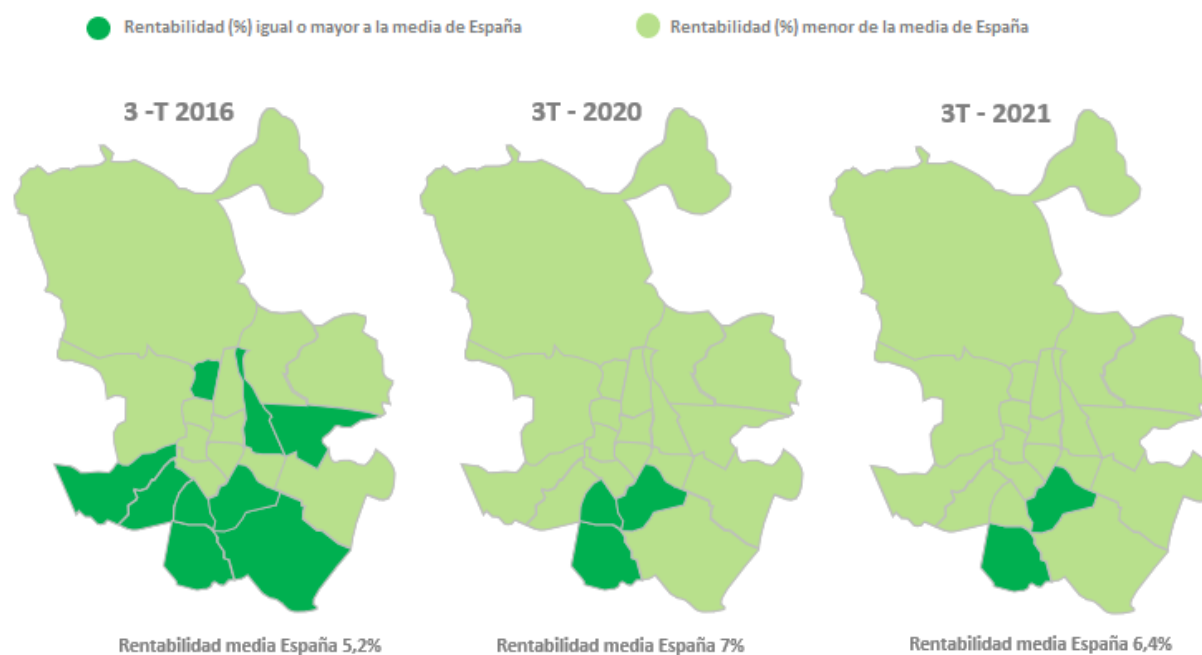 Rentabilidad (%) igual o mayor a la media de España
Rentabilidad (%) menor de la media de España
3 -T 2016
3T - 2020
3T - 2021
Rentabilidad media España 5,2%
Rentabilidad media España 7%
Rentabilidad media España 6,4%